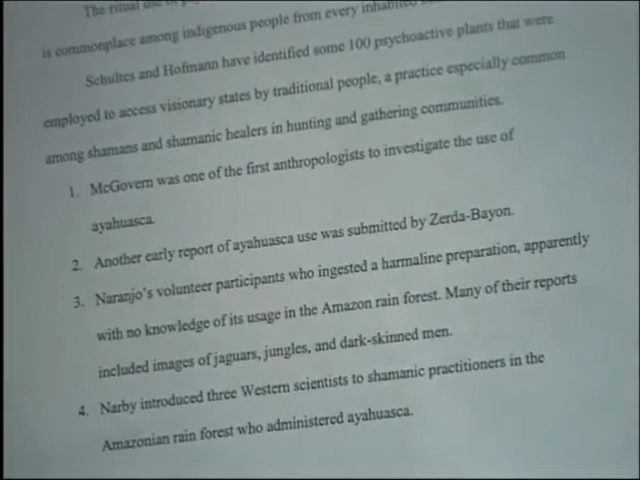 The ritual use of
is commonplace among indigenous people from every inhabited
Schultes and Hofmann have identified some 100 psychoactive plants that were
employed to access visionary states by traditional people, a practice especially common
among shamans and shamanic healers in hunting and gathering communities.
1. McGovern was one of the first anthropologists to investigate the use of
ayahuasca.
2. Another early report of ayahuasca use was submitted by Zerda-Bayon.
3. Naranjo's volunteer participants who ingested a harmaline preparation, apparently
with no knowledge of its usage in the Amazon rain forest. Many of their reports
included images of jaguars, jungles, and dark-skinned men.
4. Narby introduced three Western scientists to shamanic practitioners in the
Amazonian rain forest who administered ayahuasca.